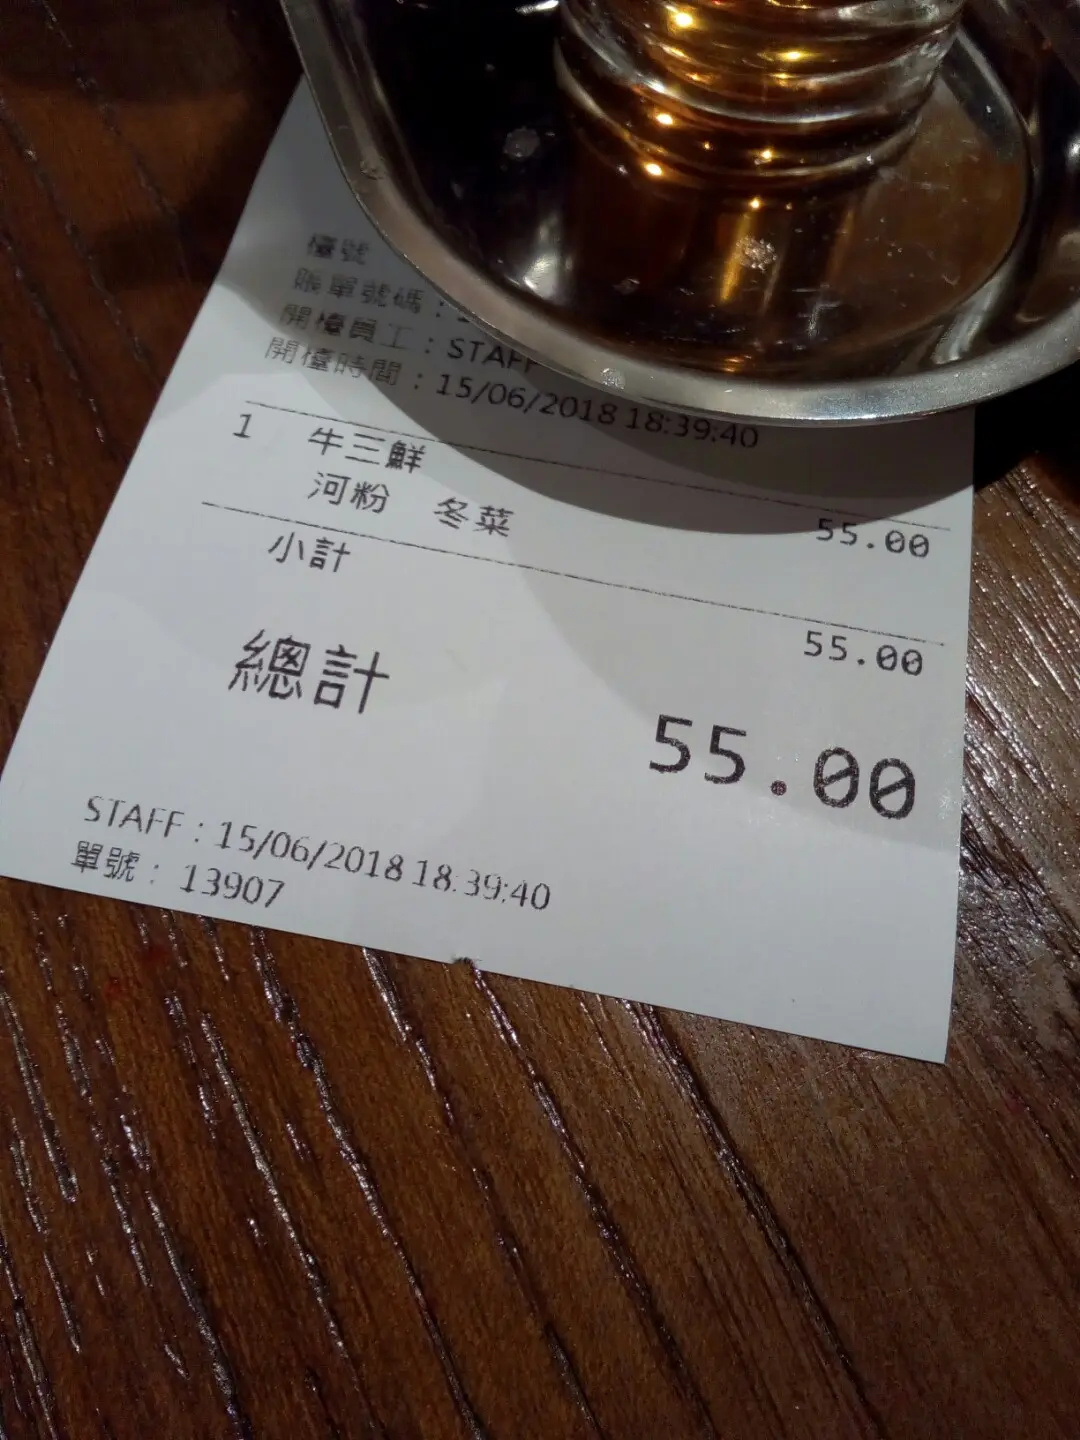 檯號
賬單號碼：
開檯員工：STAFF
開檯時間：15/06/2018 18:39:40
1 牛三鮮
河粉 冬菜 55.00
小計 55.00
總計 55.00
STAFF : 15/06/2018 18:39:40
單號： 13907